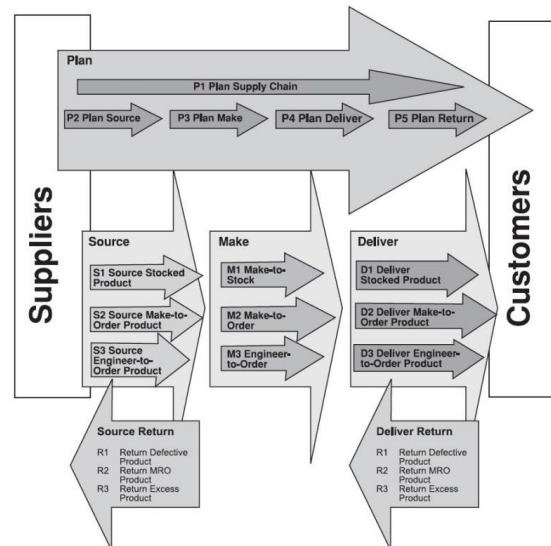 Suppliers
Customers
Plan
P1 Plan Supply Chain
P2 Plan Source
P3 Plan Make
P4 Plan Deliver
P5 Plan Return
Source
S1 Source Stocked
Product
S2 Source Make-to-
Order Product
S3 Source
Engineer-to-
Order Product
Make
M1 Make-to-
Stock
M2 Make-to-
Order
M3 Engineer-
to-Order
Deliver
D1 Deliver
Stocked Product
D2 Deliver Make-to-
Order Product
D3 Deliver Engineer-
to-Order Product
Source Return
R1 Return Defective
Product
R2 Return MRO
Product
R3 Return Excess
Product
Deliver Return
R1 Return Defective
Product
R2 Return MRO
Product
R3 Return Excess
Product